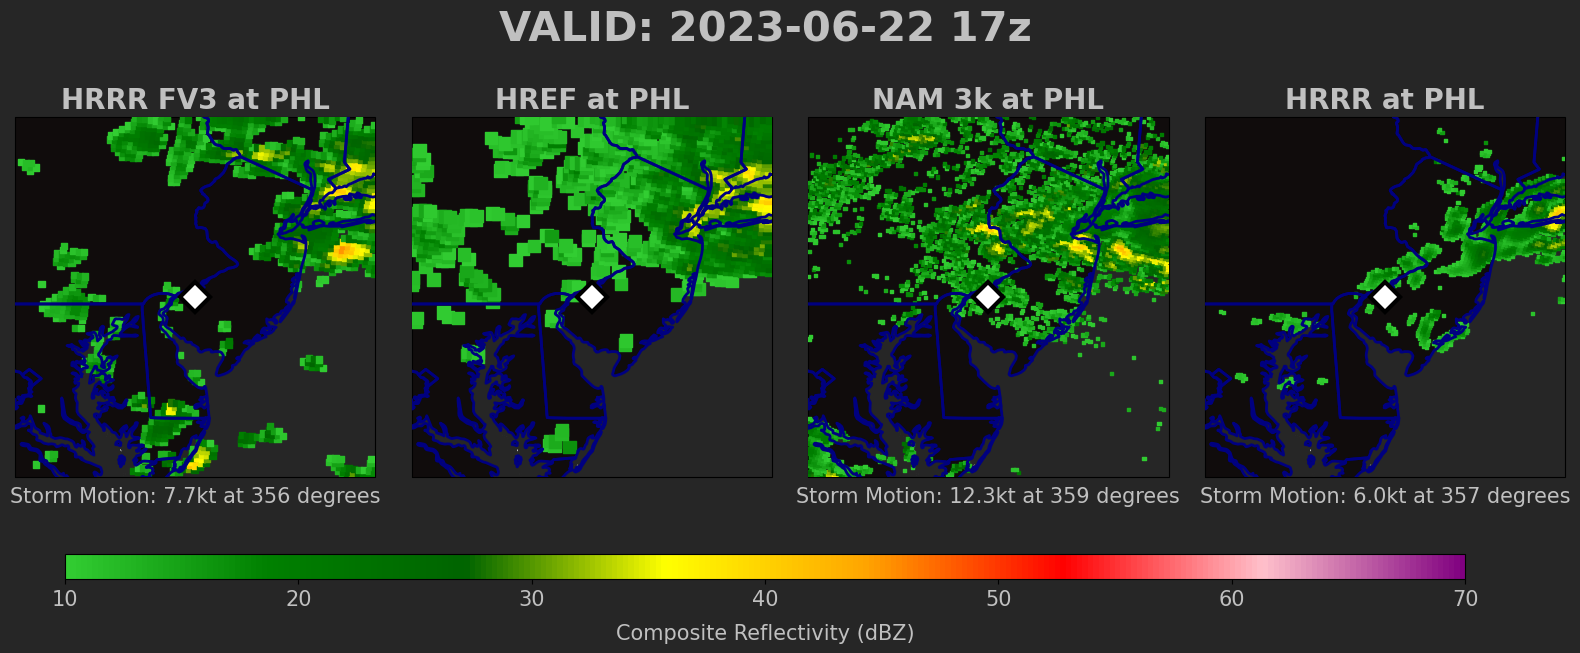 VALID: 2023-06-22 17z
HRRR FV3 at PHL
HREF at PHL
NAM 3k at PHL
HRRR at PHL
Storm Motion: 7.7kt at 356 degrees
Storm Motion: 12.3kt at 359 degrees
Storm Motion: 6.0kt at 357 degrees
10 20 30 40 50 60 70
Composite Reflectivity (dBZ)